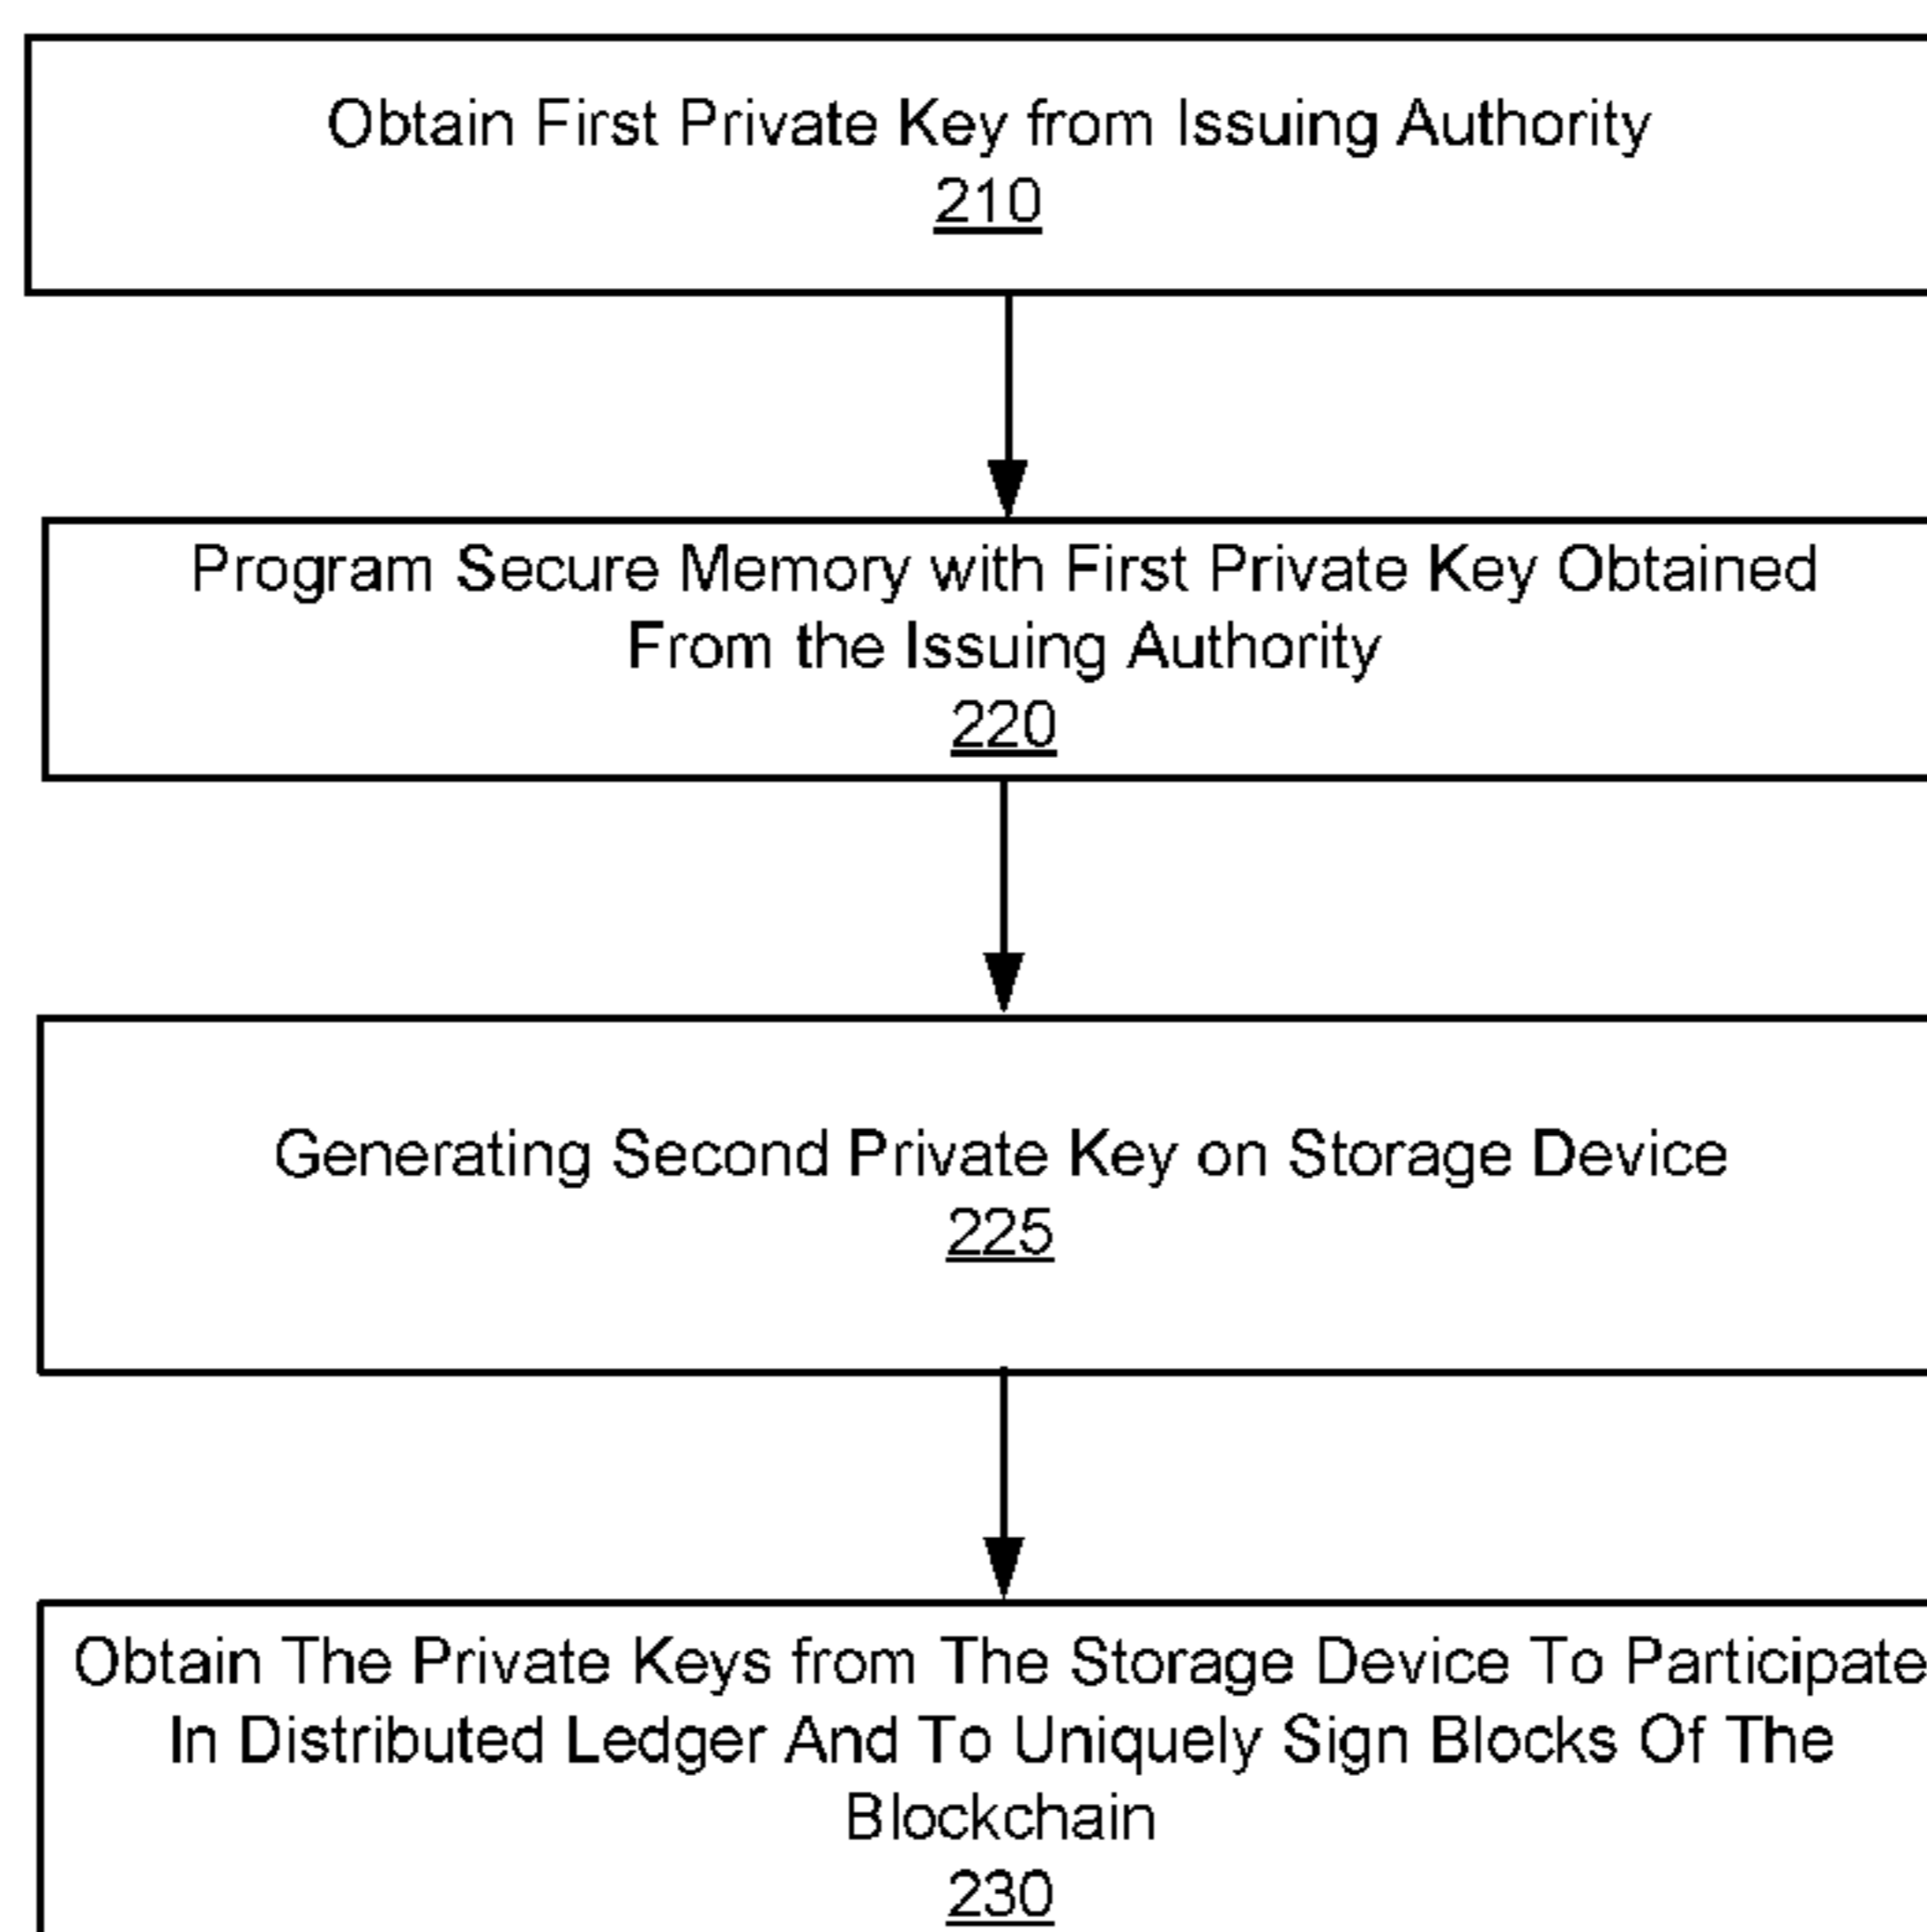 Obtain First Private Key from Issuing Authority
210
Program Secure Memory with First Private Key Obtained
From the Issuing Authority
220
Generating Second Private Key on Storage Device
225
Obtain The Private Keys from The Storage Device To Participate
In Distributed Ledger And To Uniquely Sign Blocks Of The
Blockchain
230